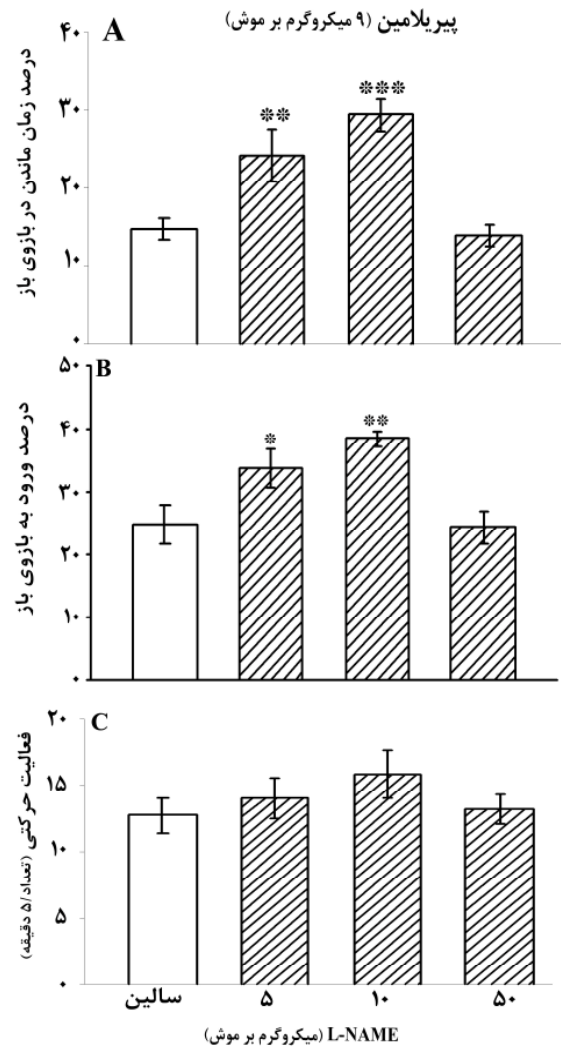 پیریلامین (۹ میکروگرم بر موش)
A
درصد زمان ماندن در بازوی باز
۴۰
۳۰
۲۰
۱۰
۰
**
***
B
درصد ورود به بازوی باز
۵۰
۴۰
۳۰
۲۰
۱۰
۰
*
**
C
فعالیت حرکتی (تعداد/۵ دقیقه)
۲۰
۱۵
۱۰
۵
۰
سالین ۵ ۱۰ ۵۰
L-NAME (میکروگرم بر موش)